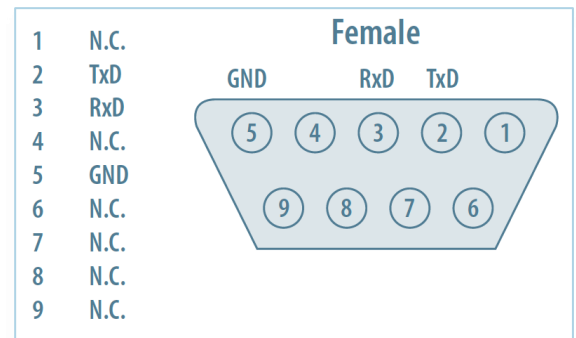 1 N.C.
2 TxD
3 RxD
4 N.C.
5 GND
6 N.C.
7 N.C.
8 N.C.
9 N.C.
Female
GND RxD TxD
5 4 3 2 1
9 8 7 6